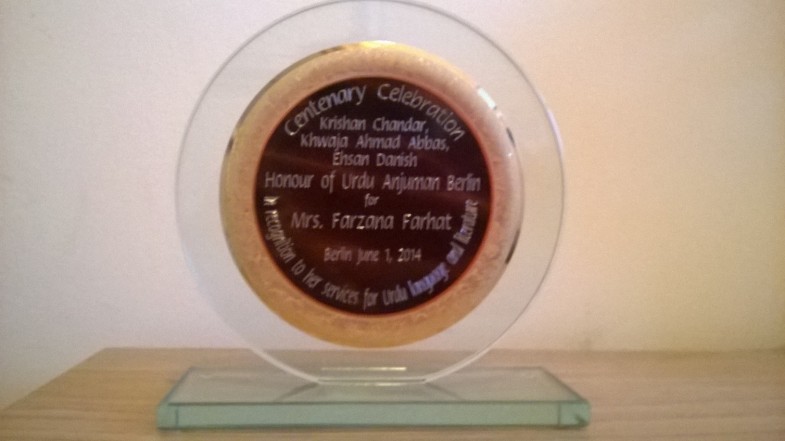 Centenary Celebration
Krishan Chandar,
Khwaja Ahmad Abbas,
Ehsan Danish
Honour of Urdu Anjuman Berlin
for
Mrs. Farzana Farhat
Berlin June 1, 2014
In recognition to her services for Urdu language and literature